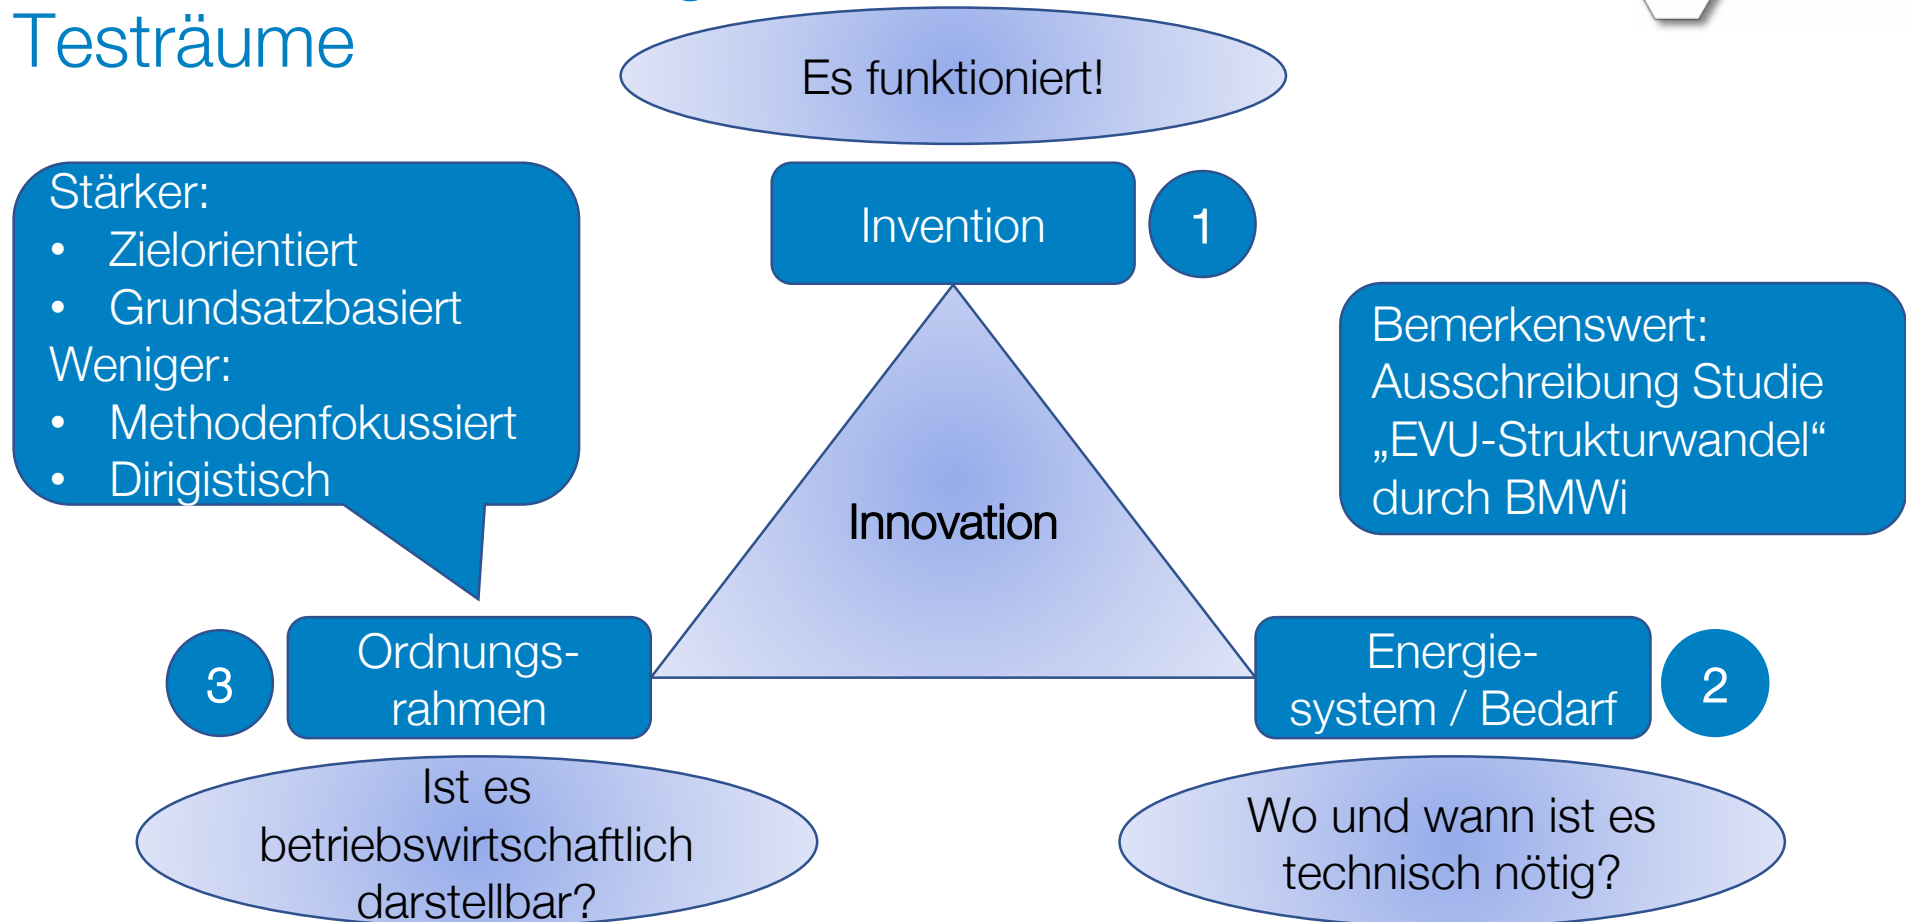 Testräume
Es funktioniert!
Stärker:
• Zielorientiert
• Grundsatzbasiert
Weniger:
• Methodenfokussiert
• Dirigistisch
Invention
1
Bemerkenswert:
Ausschreibung Studie
„EVU-Strukturwandel“
durch BMWi
Innovation
3
Ordnungs-
rahmen
Energie-
system / Bedarf
2
Ist es
betriebswirtschaftlich
darstellbar?
Wo und wann ist es
technisch nötig?